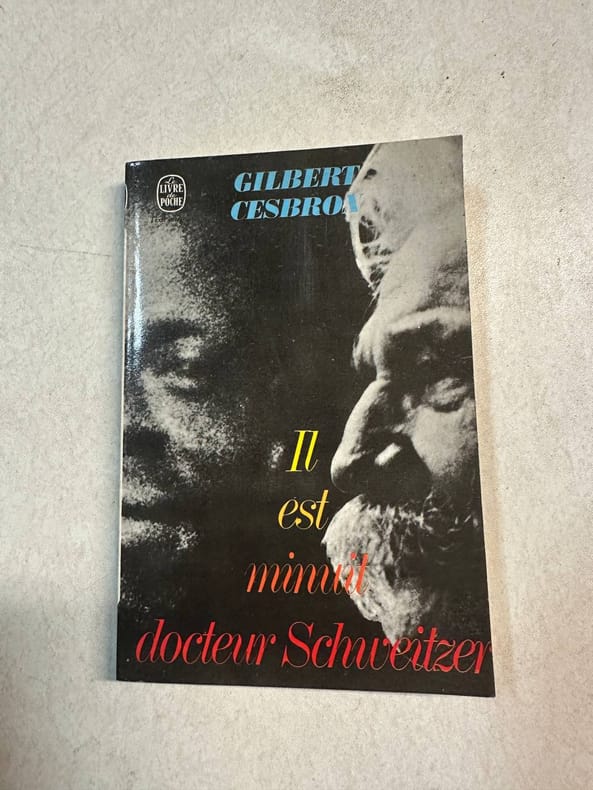 Le
LIVRE
de
POCHE
GILBERT
CESBRON
Il
est
minuit
docteur Schweitzer